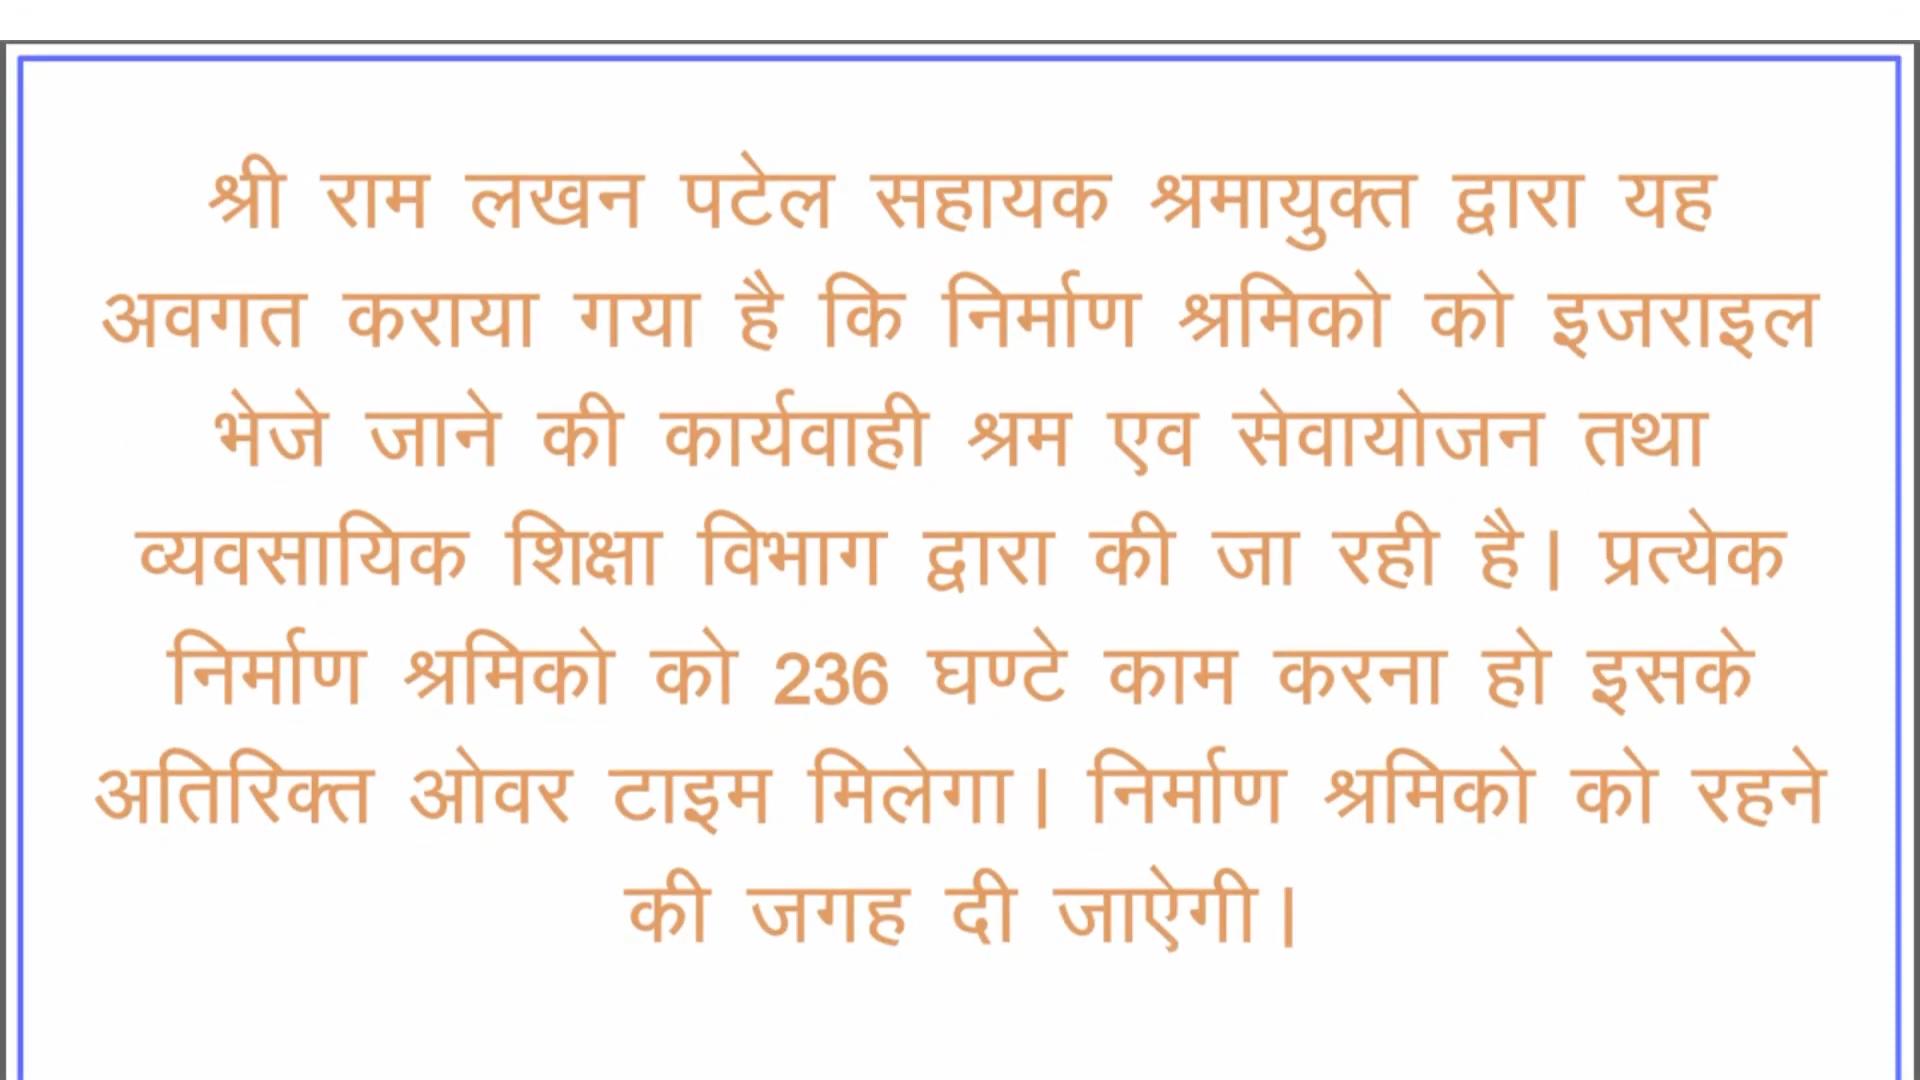 श्री राम लखन पटेल सहायक श्रमायुक्त द्वारा यह
अवगत कराया गया है कि निर्माण श्रमिको को इजराइल
भेजे जाने की कार्यवाही श्रम एव सेवायोजन तथा
व्यवसायिक शिक्षा विभाग द्वारा की जा रही है। प्रत्येक
निर्माण श्रमिको को 236 घण्टे काम करना हो इसके
अतिरिक्त ओवर टाइम मिलेगा। निर्माण श्रमिको को रहने
की जगह दी जाऐगी।